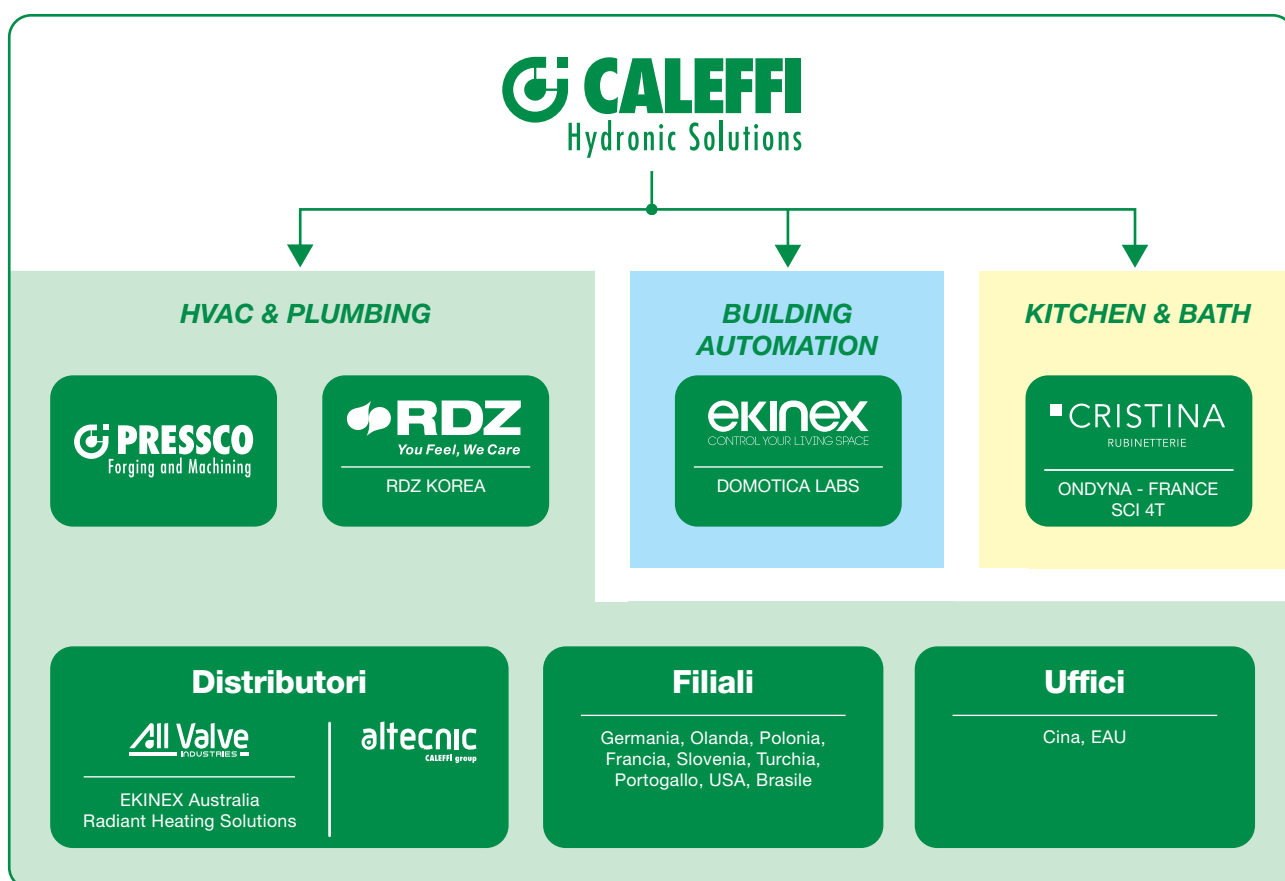 CALEFFI
Hydronic Solutions
HVAC & PLUMBING
BUILDING
AUTOMATION
KITCHEN & BATH
PRESSCO
Forging and Machining
RDZ
You Feel, We Care
RDZ KOREA
ekinex
CONTROL YOUR LIVING SPACE
DOMOTICA LABS
CRISTINA
RUBINETTERIE
ONDYNA - FRANCE
SCI 4T
Distributori
All Valve
INDUSTRIES
EKINEX Australia
Radiant Heating Solutions
altecnic
CALEFFI group
Filiali
Germania, Olanda, Polonia,
Francia, Slovenia, Turchia,
Portogallo, USA, Brasile
Uffici
Cina, EAU